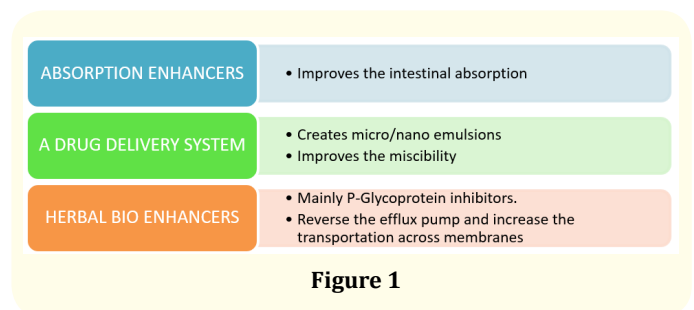 ABSORPTION ENHANCERS
• Improves the intestinal absorption
A DRUG DELIVERY SYSTEM
• Creates micro/nano emulsions
• Improves the miscibility
HERBAL BIO ENHANCERS
• Mainly P-Glycoprotein inhibitors.
• Reverse the efflux pump and increase the
transportation across membranes
Figure 1